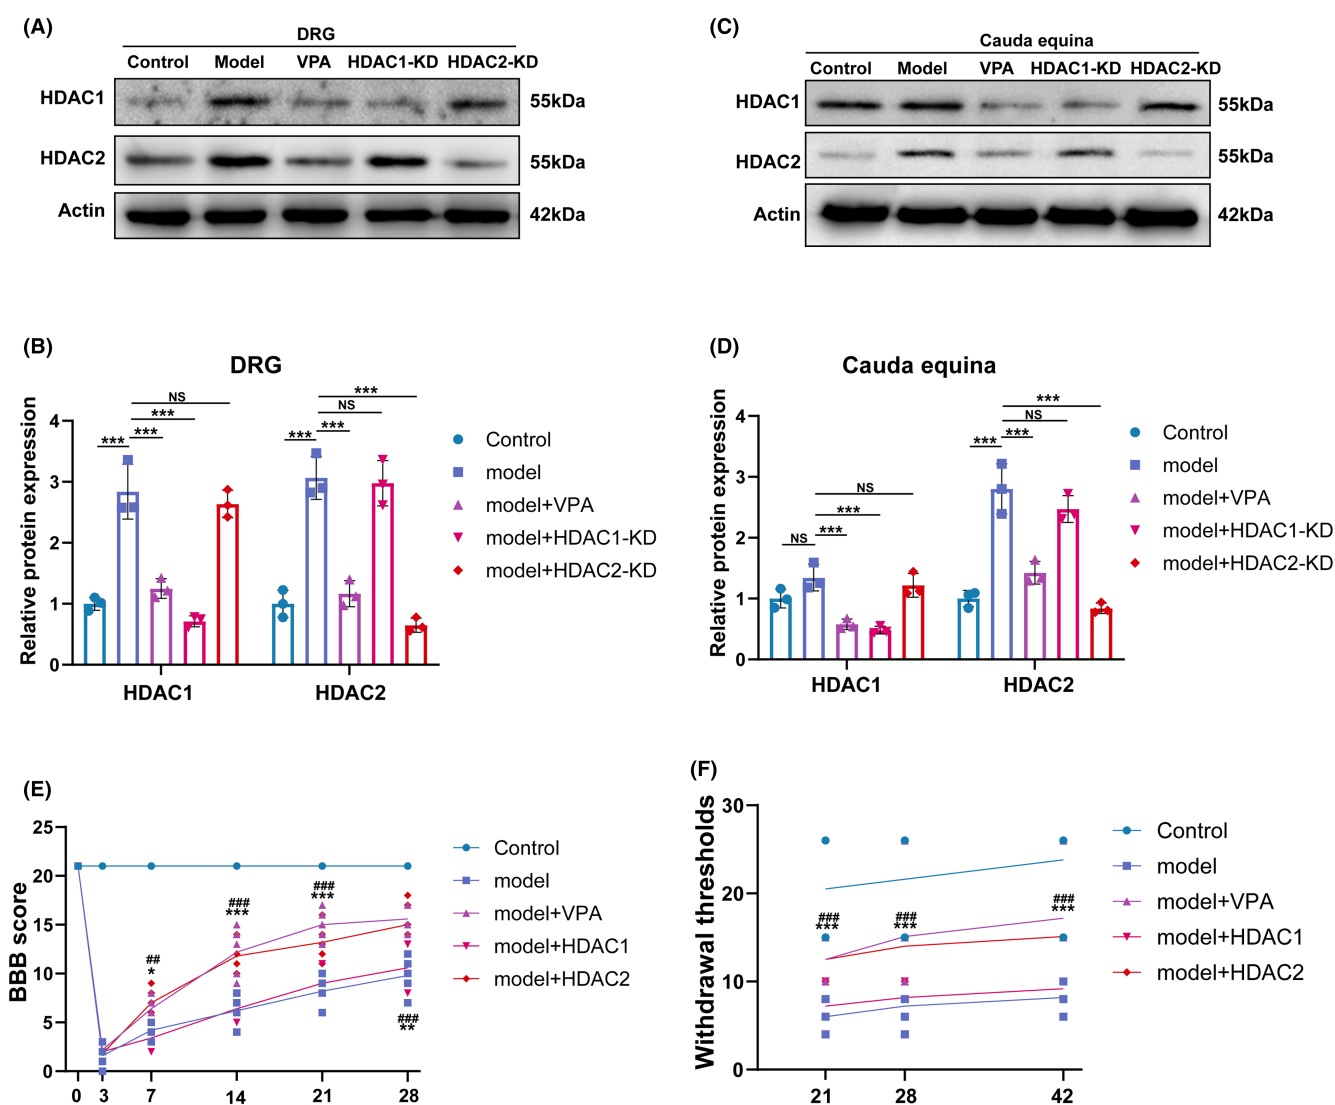 (A)
DRG
Control Model VPA HDAC1-KD HDAC2-KD
HDAC1 55kDa
HDAC2 55kDa
Actin 42kDa
(C)
Cauda equina
Control Model VPA HDAC1-KD HDAC2-KD
HDAC1 55kDa
HDAC2 55kDa
Actin 42kDa
(B)
DRG
Relative protein expression
4
3
2
1
0
*** *** *** NS
*** *** NS ***
HDAC1 HDAC2
Control
model
model+VPA
model+HDAC1-KD
model+HDAC2-KD
(D)
Cauda equina
Relative protein expression
4
3
2
1
0
NS *** *** NS
*** *** NS ***
HDAC1 HDAC2
Control
model
model+VPA
model+HDAC1-KD
model+HDAC2-KD
(E)
BBB score
25
20
15
10
5
0
##
*
###
***
###
***
###
**
0 3 7 14 21 28
Control
model
model+VPA
model+HDAC1
model+HDAC2
(F)
Withdrawal thresholds
30
20
10
0
###
***
###
***
###
***
21 28 42
Control
model
model+VPA
model+HDAC1
model+HDAC2